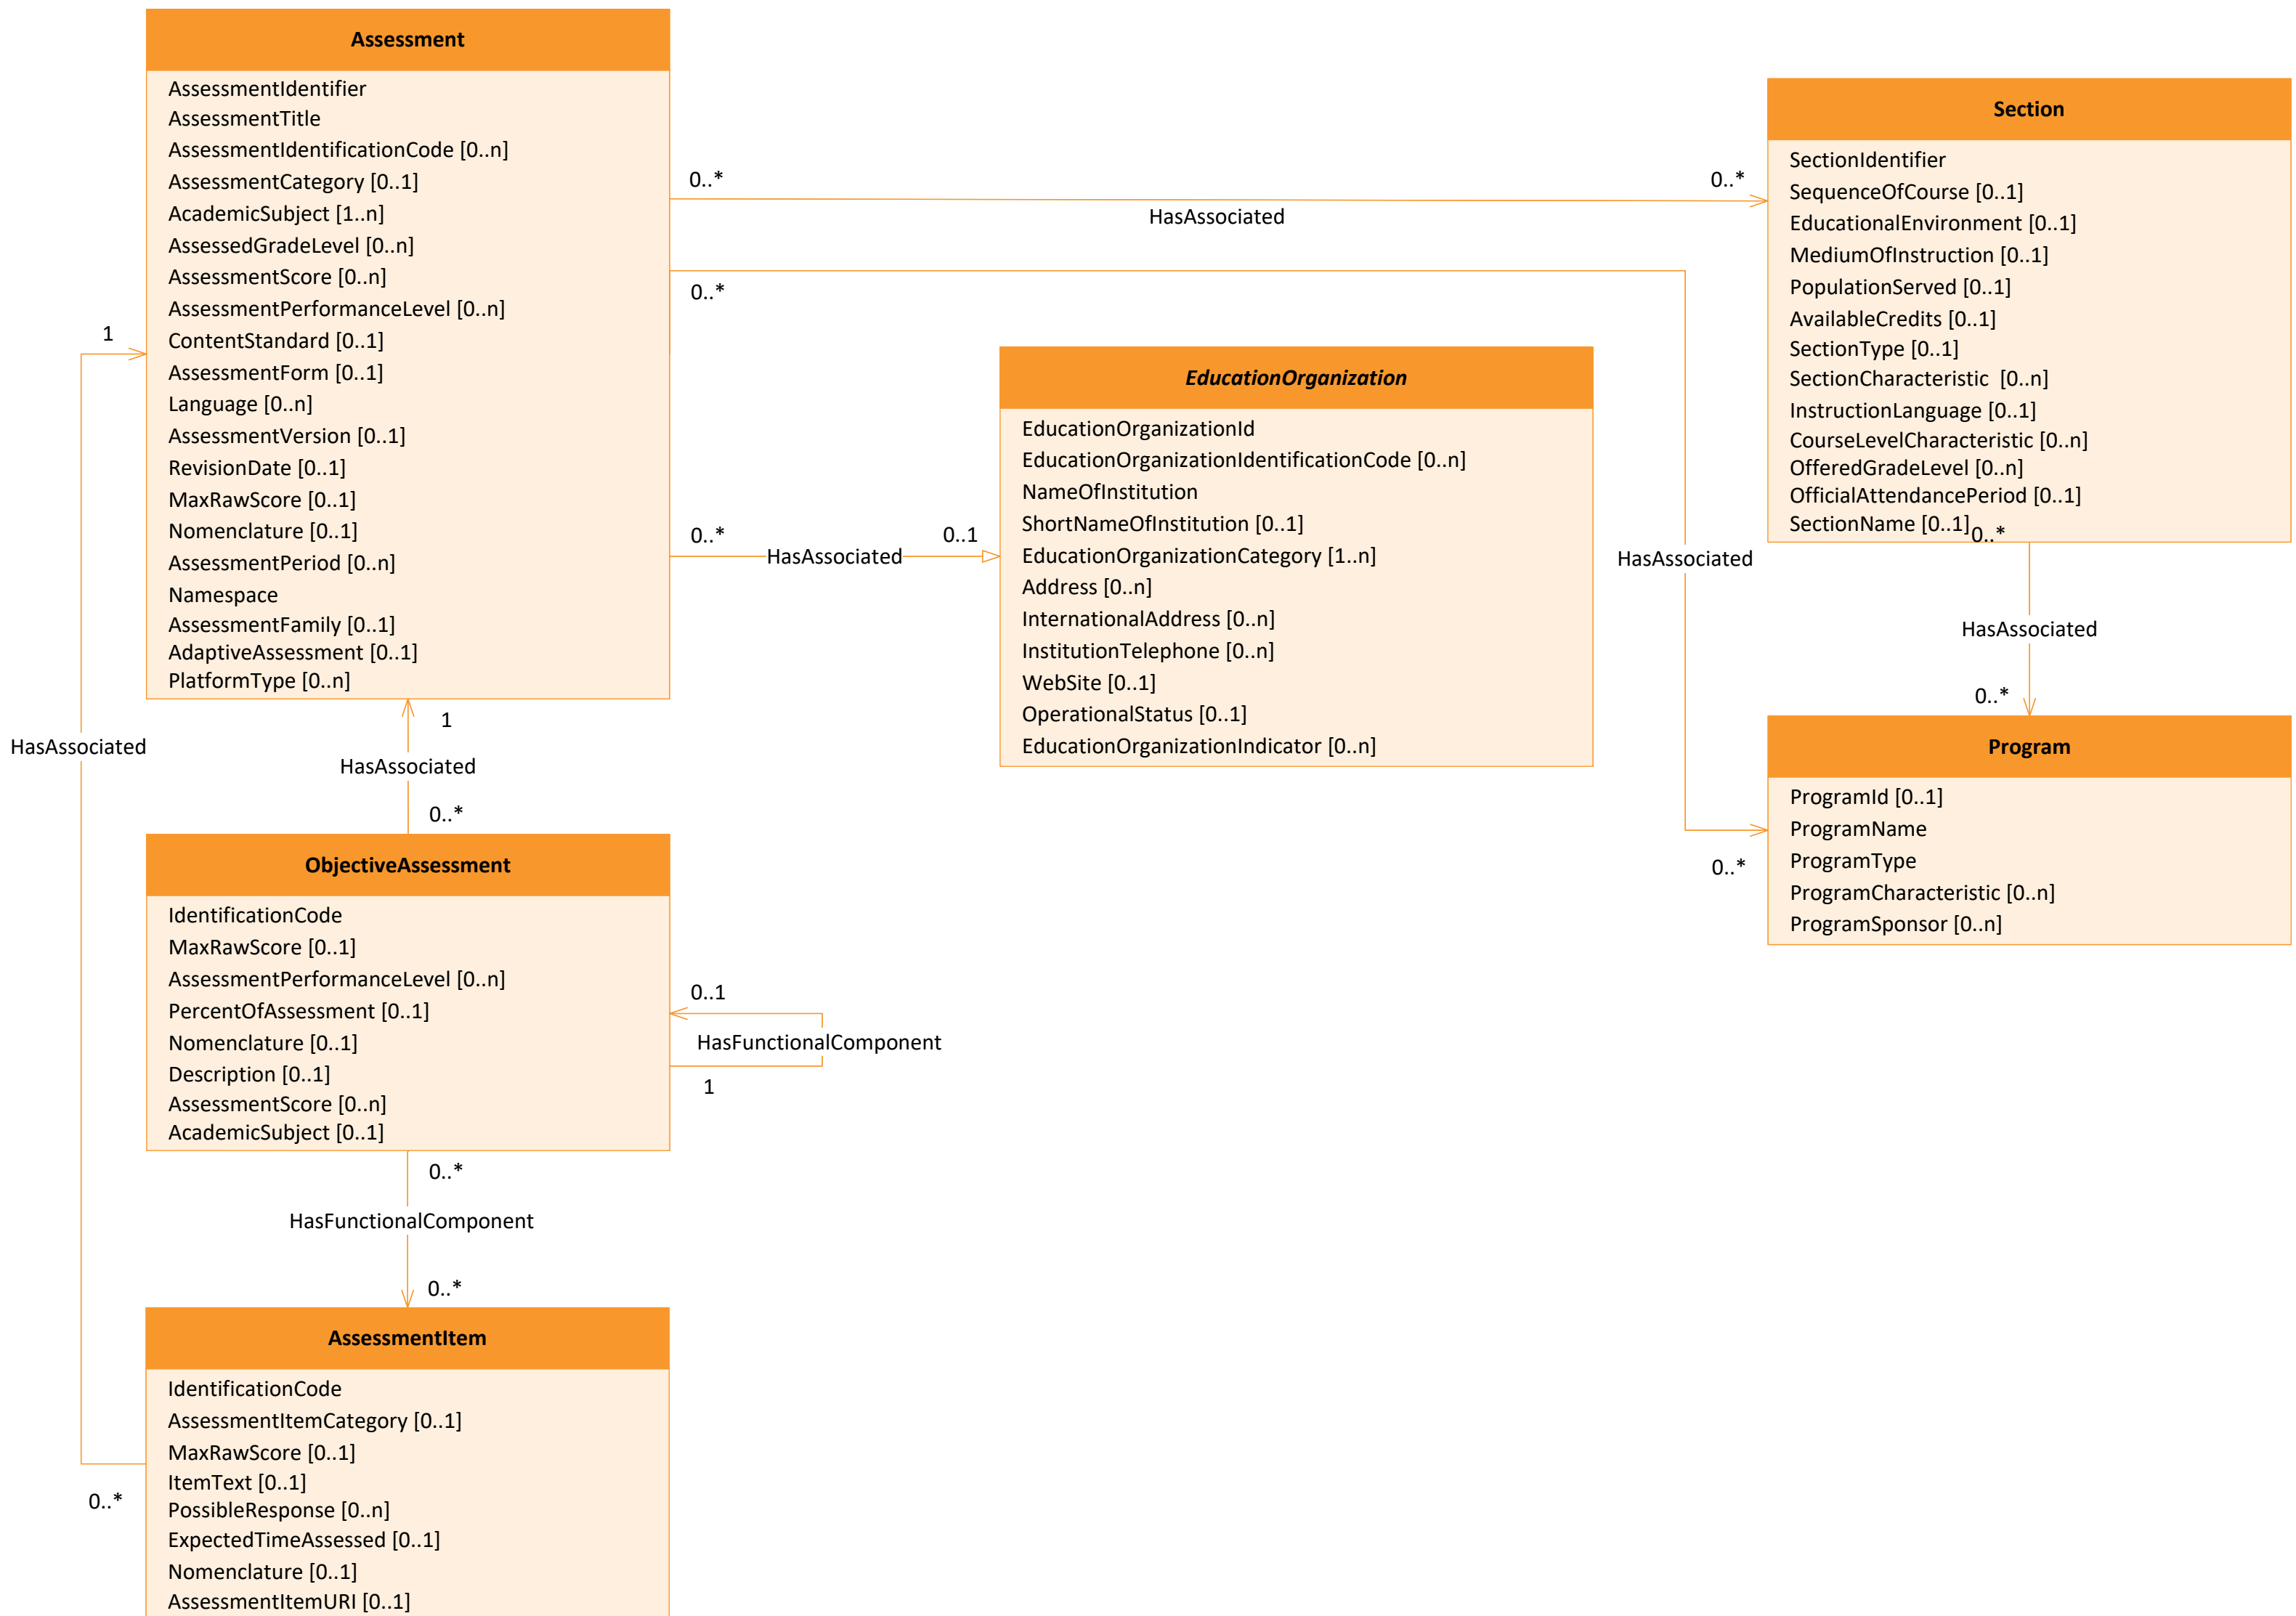 Assessment
AssessmentIdentifier
AssessmentTitle
AssessmentIdentificationCode [0..n]
AssessmentCategory [0..1]
AcademicSubject [1..n]
AssessedGradeLevel [0..n]
AssessmentScore [0..n]
AssessmentPerformanceLevel [0..n]
ContentStandard [0..1]
AssessmentForm [0..1]
Language [0..n]
AssessmentVersion [0..1]
RevisionDate [0..1]
MaxRawScore [0..1]
Nomenclature [0..1]
AssessmentPeriod [0..n]
Namespace
AssessmentFamily [0..1]
AdaptiveAssessment [0..1]
PlatformType [0..n]
0..*
0..*
HasAssociated
0..*
HasAssociated
0..*
0..*
HasAssociated
0..1
1
HasAssociated
0..*
1
HasAssociated
0..*
EducationOrganization
EducationOrganizationId
EducationOrganizationIdentificationCode [0..n]
NameOfInstitution
ShortNameOfInstitution [0..1]
EducationOrganizationCategory [1..n]
Address [0..n]
InternationalAddress [0..n]
InstitutionTelephone [0..n]
WebSite [0..1]
OperationalStatus [0..1]
EducationOrganizationIndicator [0..n]
Section
SectionIdentifier
SequenceOfCourse [0..1]
EducationalEnvironment [0..1]
MediumOfInstruction [0..1]
PopulationServed [0..1]
AvailableCredits [0..1]
SectionType [0..1]
SectionCharacteristic [0..n]
InstructionLanguage [0..1]
CourseLevelCharacteristic [0..n]
OfferedGradeLevel [0..n]
OfficialAttendancePeriod [0..1]
SectionName [0..1]
0..*
HasAssociated
0..*
Program
ProgramId [0..1]
ProgramName
ProgramType
ProgramCharacteristic [0..n]
ProgramSponsor [0..n]
ObjectiveAssessment
IdentificationCode
MaxRawScore [0..1]
AssessmentPerformanceLevel [0..n]
PercentOfAssessment [0..1]
Nomenclature [0..1]
Description [0..1]
AssessmentScore [0..n]
AcademicSubject [0..1]
0..1
HasFunctionalComponent
1
0..*
HasFunctionalComponent
0..*
AssessmentItem
IdentificationCode
AssessmentItemCategory [0..1]
MaxRawScore [0..1]
ItemText [0..1]
PossibleResponse [0..n]
ExpectedTimeAssessed [0..1]
Nomenclature [0..1]
AssessmentItemURI [0..1]